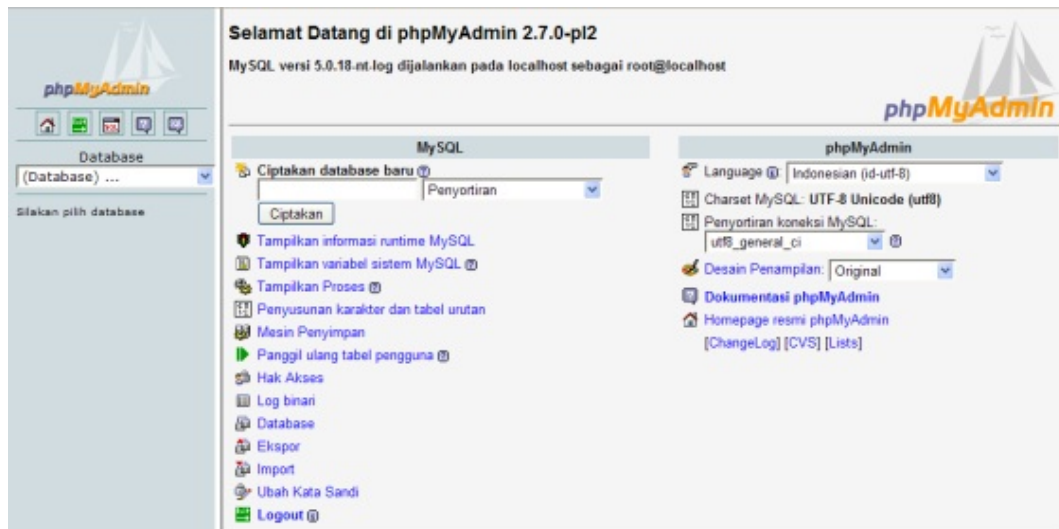 phpMyAdmin
Database
(Database) ...
Silakan pilih database
Selamat Datang di phpMyAdmin 2.7.0-pl2
MySQL versi 5.0.18-nt-log dijalankan pada localhost sebagai root@localhost
phpMyAdmin
MySQL
Ciptakan database baru
Penyortiran
Ciptakan
Tampilkan informasi runtime MySQL
Tampilkan variabel sistem MySQL
Tampilkan Proses
Penyusunan karakter dan tabel urutan
Mesin Penyimpan
Panggil ulang tabel pengguna
Hak Akses
Log binari
Database
Ekspor
Import
Ubah Kata Sandi
Logout
phpMyAdmin
Language : Indonesian (id-utf-8)
Charset MySQL: UTF-8 Unicode (utf8)
Penyortiran koneksi MySQL:
utf8_general_ci
Desain Penampilan: Original
Dokumentasi phpMyAdmin
Homepage resmi phpMyAdmin
[ChangeLog] [CVS] [Lists]